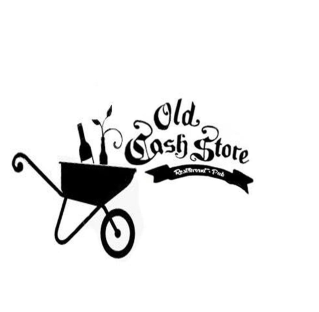 Old
Cash Store
Restaurant & Pub